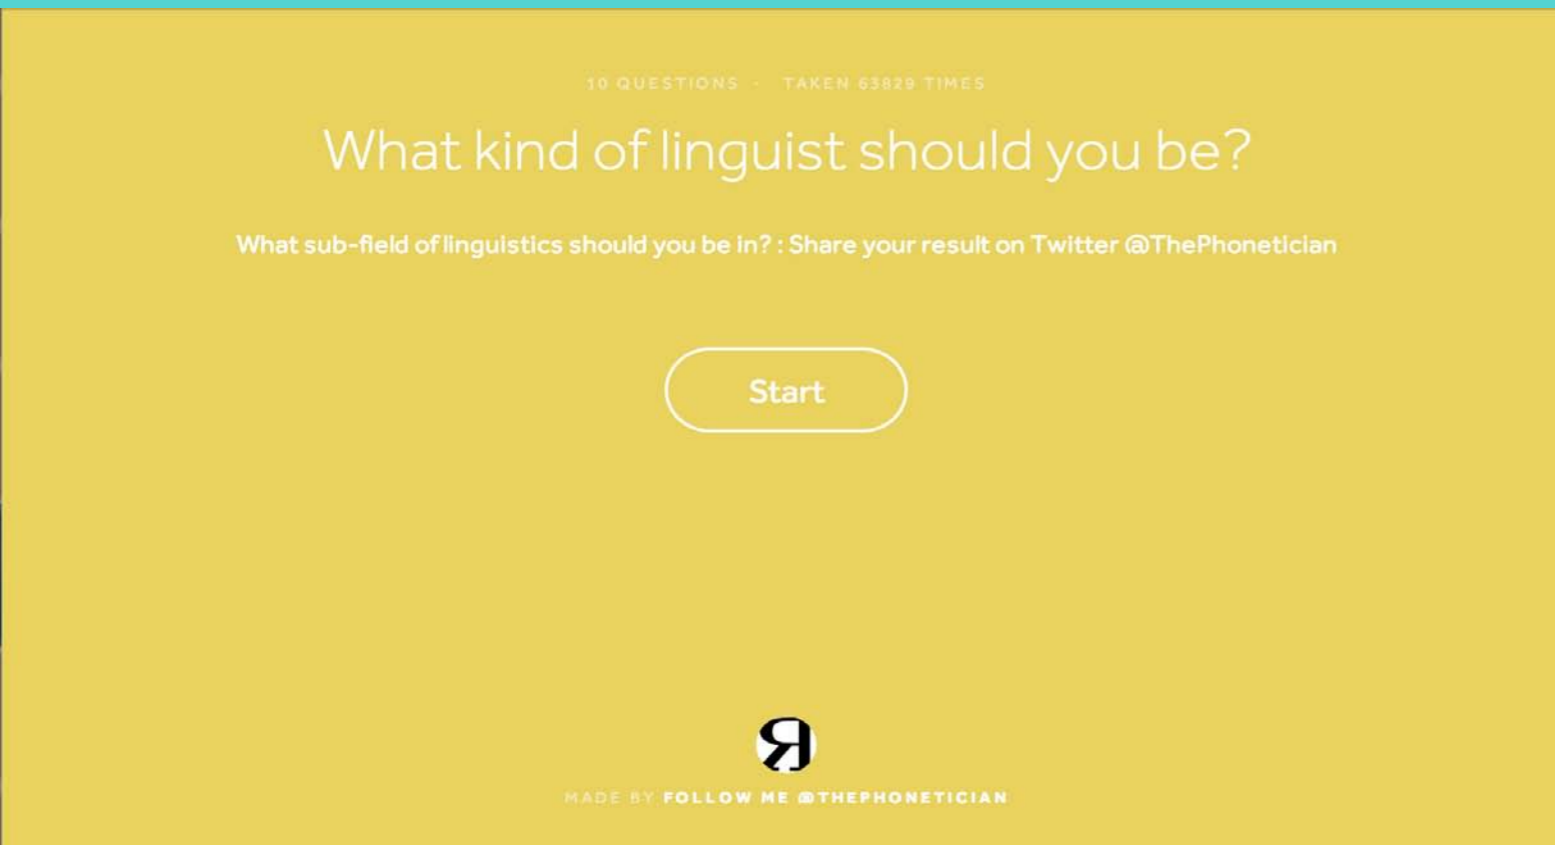 10 QUESTIONS · TAKEN 63829 TIMES
What kind of linguist should you be?
What sub-field of linguistics should you be in? : Share your result on Twitter @ThePhonetician
Start
Я
MADE BY FOLLOW ME @THEPHONETICIAN